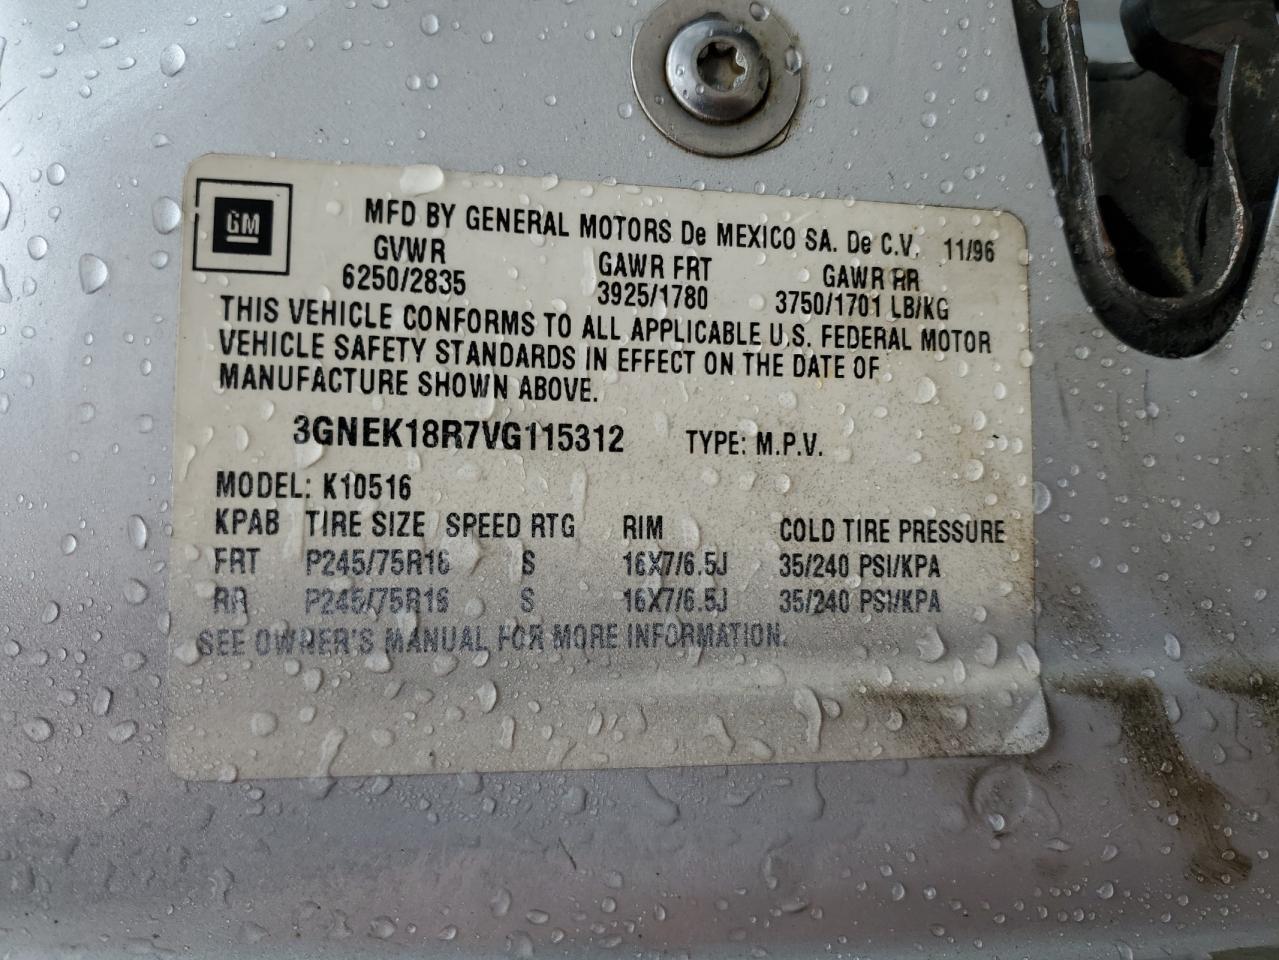 GM
MFD BY GENERAL MOTORS De MEXICO SA. De C.V. 11/96
GVWR GAWR FRT GAWR RR
6250/2835 3925/1780 3750/1701 LB/KG
THIS VEHICLE CONFORMS TO ALL APPLICABLE U.S. FEDERAL MOTOR
VEHICLE SAFETY STANDARDS IN EFFECT ON THE DATE OF
MANUFACTURE SHOWN ABOVE.
3GNEK18R7VG115312 TYPE: M.P.V.
MODEL: K10516
KPAB TIRE SIZE SPEED RTG RIM COLD TIRE PRESSURE
FRT P245/75R16 S 16X7/6.5J 35/240 PSI/KPA
RR P245/75R16 S 16X7/6.5J 35/240 PSI/KPA
SEE OWNER'S MANUAL FOR MORE INFORMATION.